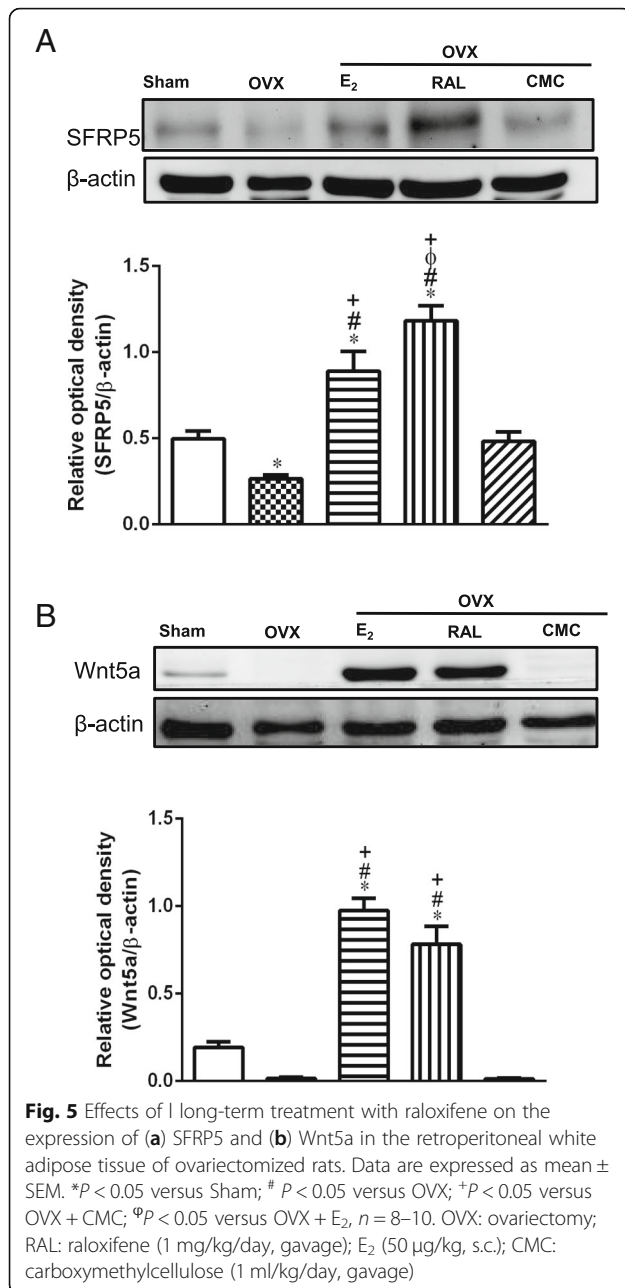 A
OVX
Sham OVX E₂ RAL CMC
SFRP5
β-actin
Relative optical density
(SFRP5/β-actin)
1.5
1.0
0.5
0.0
*
+
#
*
+
ϕ
#
*
B
OVX
Sham OVX E₂ RAL CMC
Wnt5a
β-actin
Relative optical density
(Wnt5a/β-actin)
1.5
1.0
0.5
0.0
+
#
*
+
#
*
Fig. 5 Effects of l long-term treatment with raloxifene on the
expression of (a) SFRP5 and (b) Wnt5a in the retroperitoneal white
adipose tissue of ovariectomized rats. Data are expressed as mean ±
SEM. *P < 0.05 versus Sham; # P < 0.05 versus OVX; +P < 0.05 versus
OVX + CMC; φP < 0.05 versus OVX + E₂, n = 8–10. OVX: ovariectomy;
RAL: raloxifene (1 mg/kg/day, gavage); E₂ (50 μg/kg, s.c.); CMC:
carboxymethylcellulose (1 ml/kg/day, gavage)